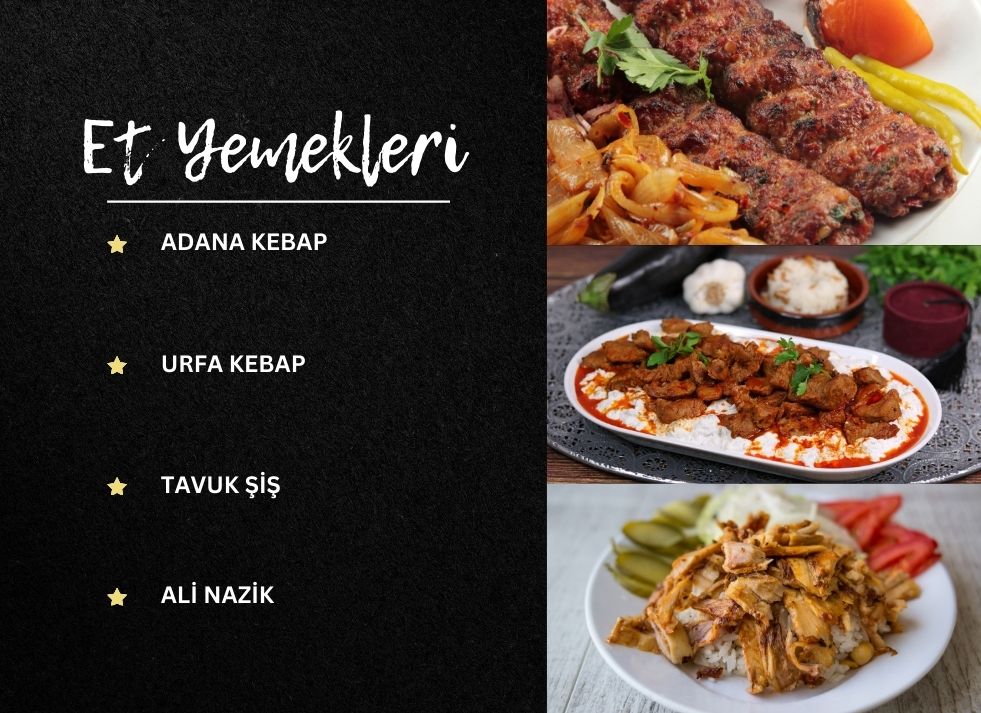 Et Yemekleri
ADANA KEBAP
URFA KEBAP
TAVUK ŞİŞ
ALİ NAZİK